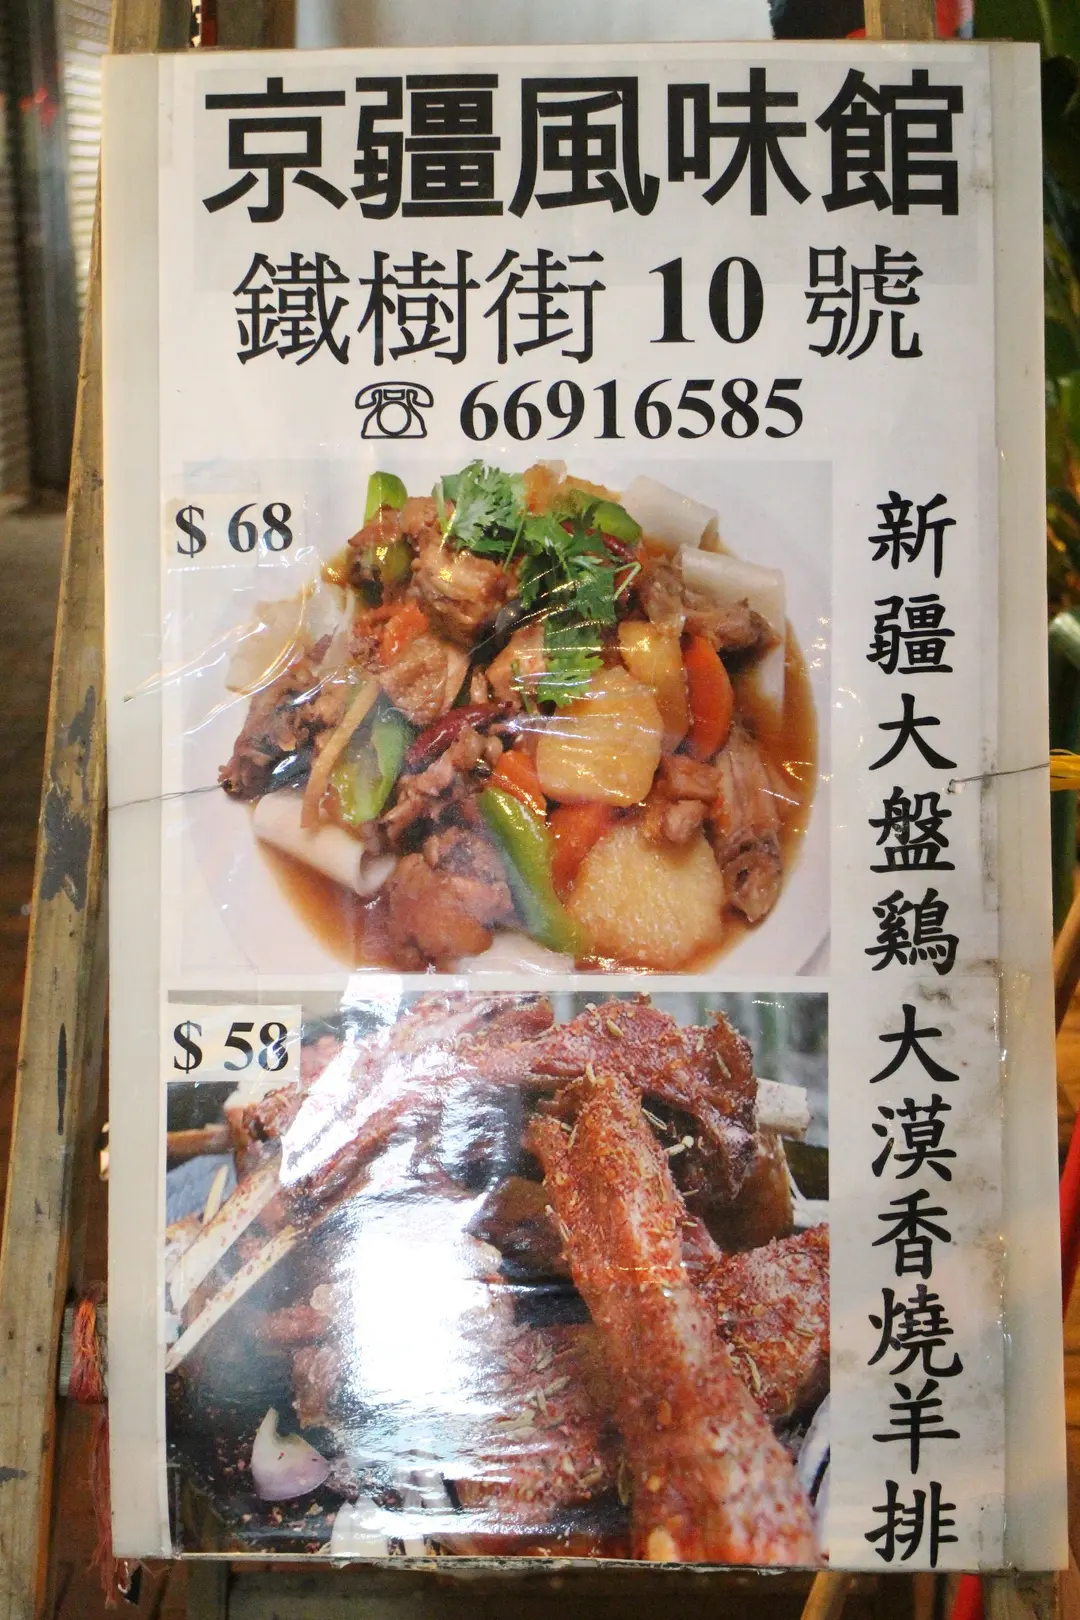 京疆風味館
鐵樹街 10 號
☏ 66916585
$ 68
新疆大盤鷄
$ 58
大漠香燒羊排